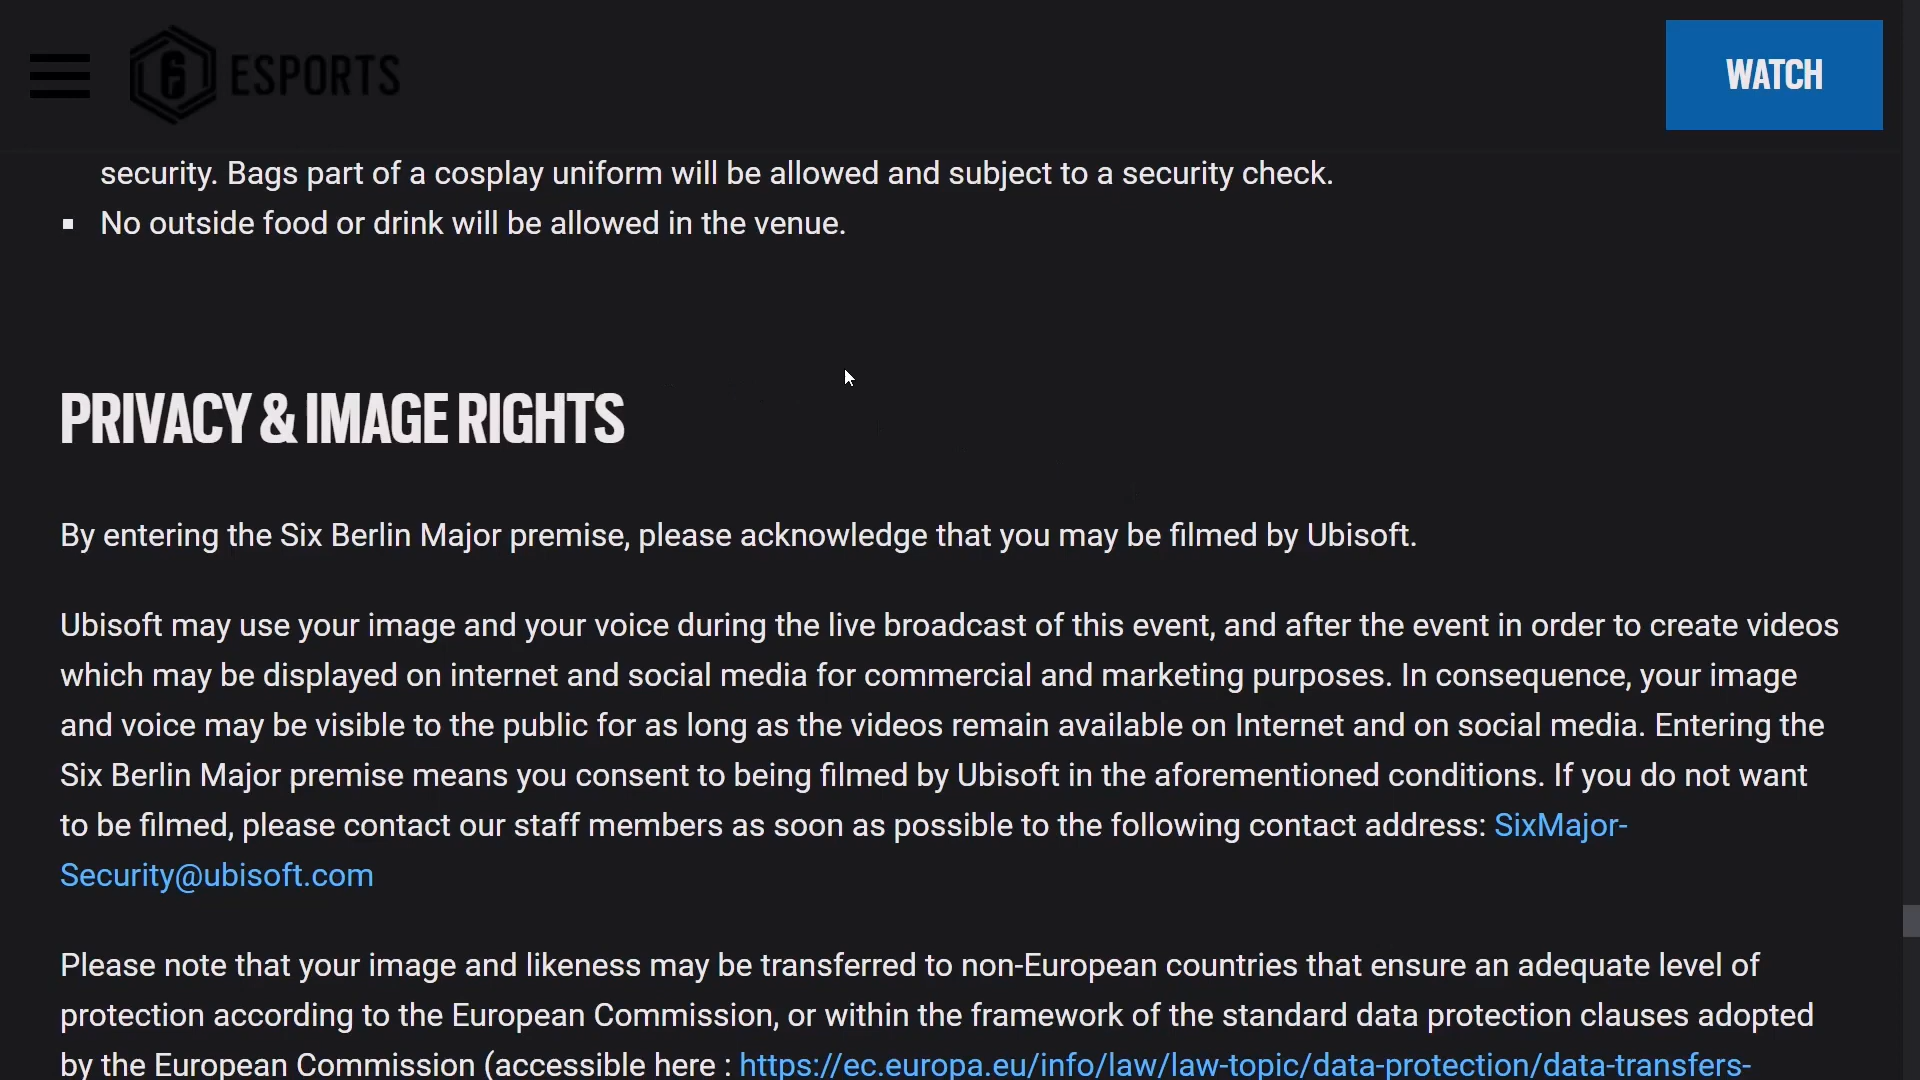 6 ESPORTS
WATCH
security. Bags part of a cosplay uniform will be allowed and subject to a security check.
▪ No outside food or drink will be allowed in the venue.
PRIVACY & IMAGE RIGHTS
By entering the Six Berlin Major premise, please acknowledge that you may be filmed by Ubisoft.
Ubisoft may use your image and your voice during the live broadcast of this event, and after the event in order to create videos
which may be displayed on internet and social media for commercial and marketing purposes. In consequence, your image
and voice may be visible to the public for as long as the videos remain available on Internet and on social media. Entering the
Six Berlin Major premise means you consent to being filmed by Ubisoft in the aforementioned conditions. If you do not want
to be filmed, please contact our staff members as soon as possible to the following contact address: SixMajor-
Security@ubisoft.com
Please note that your image and likeness may be transferred to non-European countries that ensure an adequate level of
protection according to the European Commission, or within the framework of the standard data protection clauses adopted
by the European Commission (accessible here : https://ec.europa.eu/info/law/law-topic/data-protection/data-transfers-